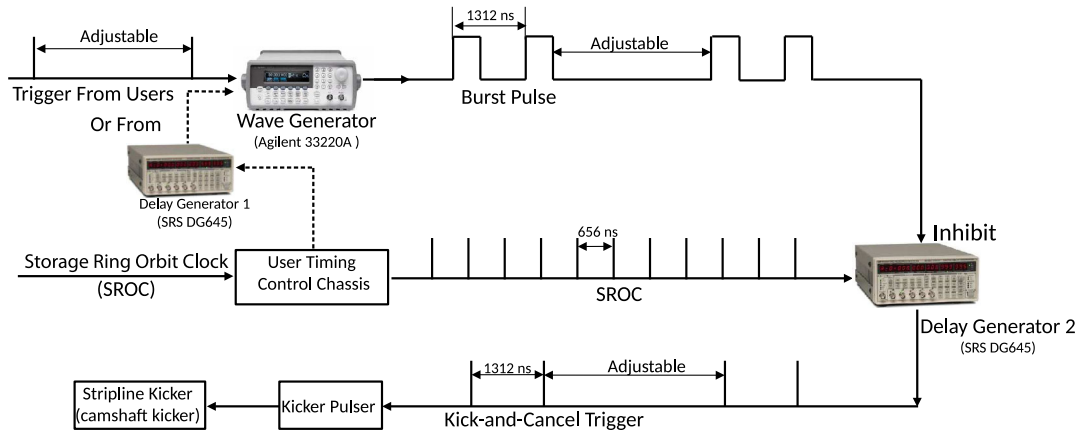 1312 ns
Adjustable
Adjustable
Trigger From Users
Burst Pulse
Or From
Wave Generator
(Agilent 33220A )
Delay Generator 1
(SRS DG645)
656 ns
Inhibit
Storage Ring Orbit Clock
(SROC)
User Timing
Control Chassis
SROC
Delay Generator 2
(SRS DG645)
1312 ns
Adjustable
Stripline Kicker
(camshaft kicker)
Kicker Pulser
Kick-and-Cancel Trigger